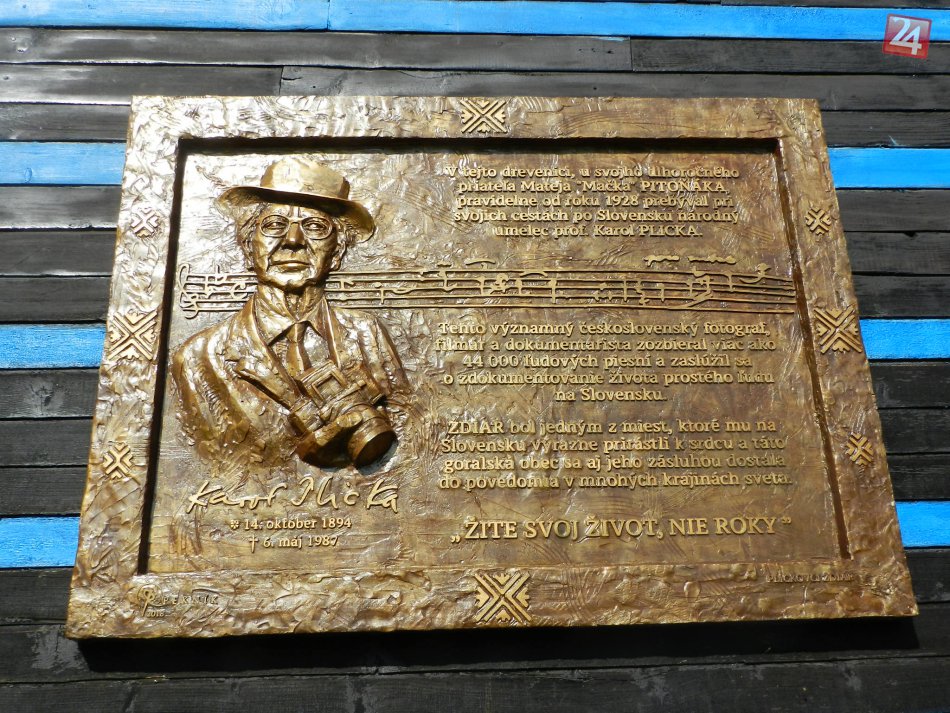 24
V tejto drevenici, u svojho dlhoročného
priateľa Mateja "Mačka" PITOŇÁKA,
pravidelne od roku 1928 prebýval pri
svojich cestách po Slovensku národný
umelec prof. Karol PLICKA.
Tento významný československý fotograf,
filmár a dokumentarista zozbieral viac ako
44 000 ľudových piesní a zaslúžil sa
o zdokumentovanie života prostého ľudu
na Slovensku.
ŽDIAR bol jedným z miest, ktoré mu na
Slovensku výrazne prirástli k srdcu a táto
goralská obec sa aj jeho zásluhou dostala
do povedomia v mnohých krajinách sveta.
„ŽITE SVOJ ŽIVOT, NIE ROKY"
Karol Plicka
* 14. október 1894
† 6. máj 1987